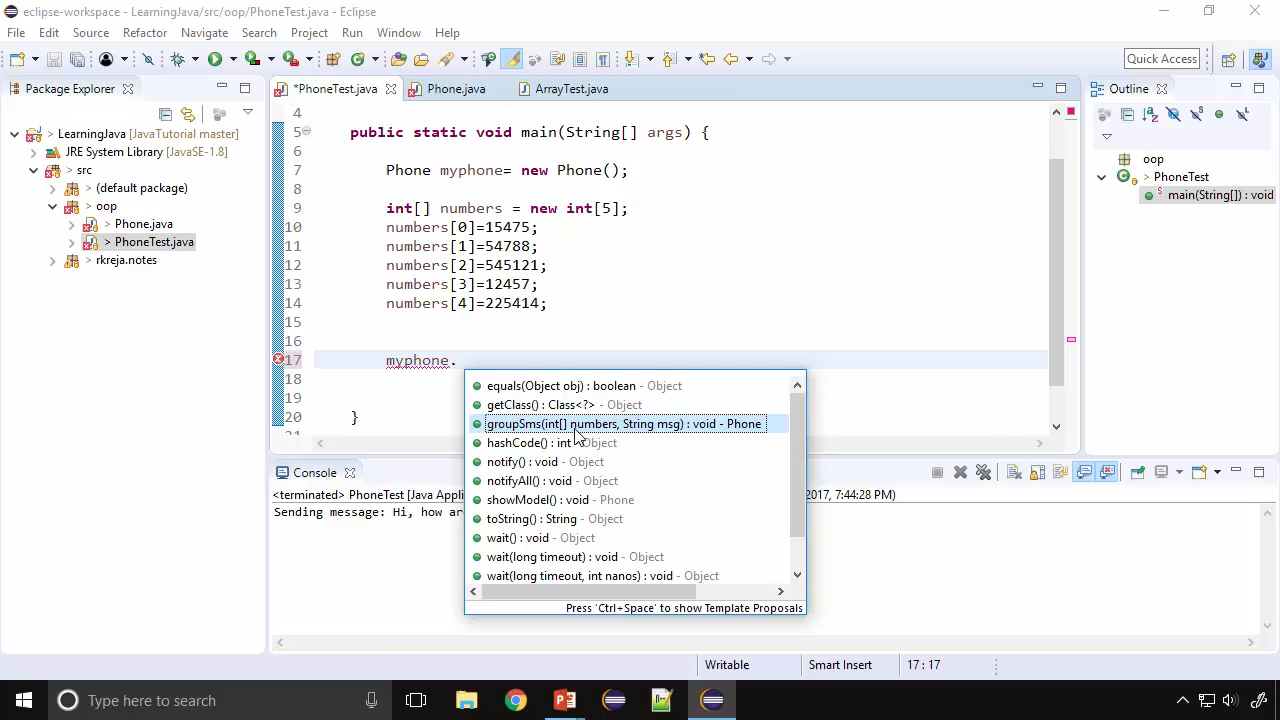 eclipse-workspace - LearningJava/src/oop/PhoneTest.java - Eclipse
File Edit Source Refactor Navigate Search Project Run Window Help
Quick Access
Package Explorer
*PhoneTest.java Phone.java ArrayTest.java
Outline
LearningJava [JavaTutorial master]
JRE System Library [JavaSE-1.8]
> src
> (default package)
> oop
> Phone.java
> PhoneTest.java
> rkreja.notes
4
5 public static void main(String[] args) {
6
7 Phone myphone= new Phone();
8
9 int[] numbers = new int[5];
10 numbers[0]=15475;
11 numbers[1]=54788;
12 numbers[2]=545121;
13 numbers[3]=12457;
14 numbers[4]=225414;
15
16
17 myphone.
18
19
20 }
oop
> PhoneTest
main(String[]) : void
equals(Object obj) : boolean - Object
getClass() : Class<?> - Object
groupSms(int[] numbers, String msg) : void - Phone
hashCode() : int - Object
notify() : void - Object
notifyAll() : void - Object
showModel() : void - Phone
toString() : String - Object
wait() : void - Object
wait(long timeout) : void - Object
wait(long timeout, int nanos) : void - Object
Press 'Ctrl+Space' to show Template Proposals
Console
<terminated> PhoneTest [Java Appl 2017, 7:44:28 PM)
Sending message: Hi, how ar
Writable Smart Insert 17 : 17
Type here to search